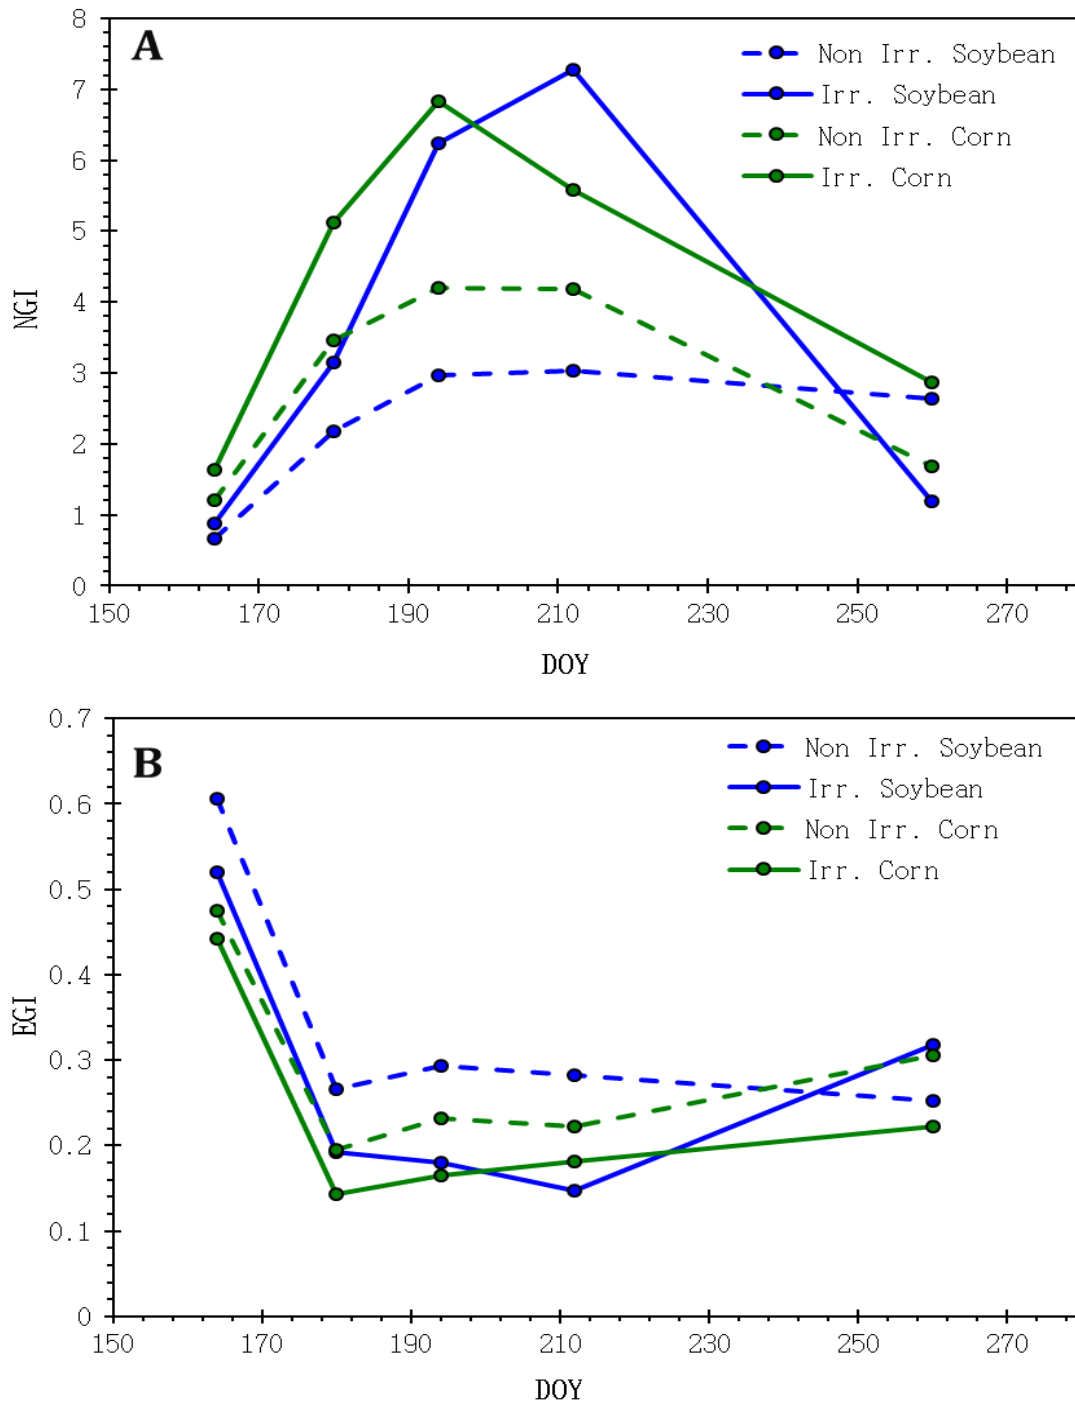 A
8
7
6
5
4
3
2
1
0
NGI
Non Irr. Soybean
Irr. Soybean
Non Irr. Corn
Irr. Corn
150 170 190 210 230 250 270
DOY
B
0.7
0.6
0.5
0.4
0.3
0.2
0.1
0
EGI
Non Irr. Soybean
Irr. Soybean
Non Irr. Corn
Irr. Corn
150 170 190 210 230 250 270
DOY